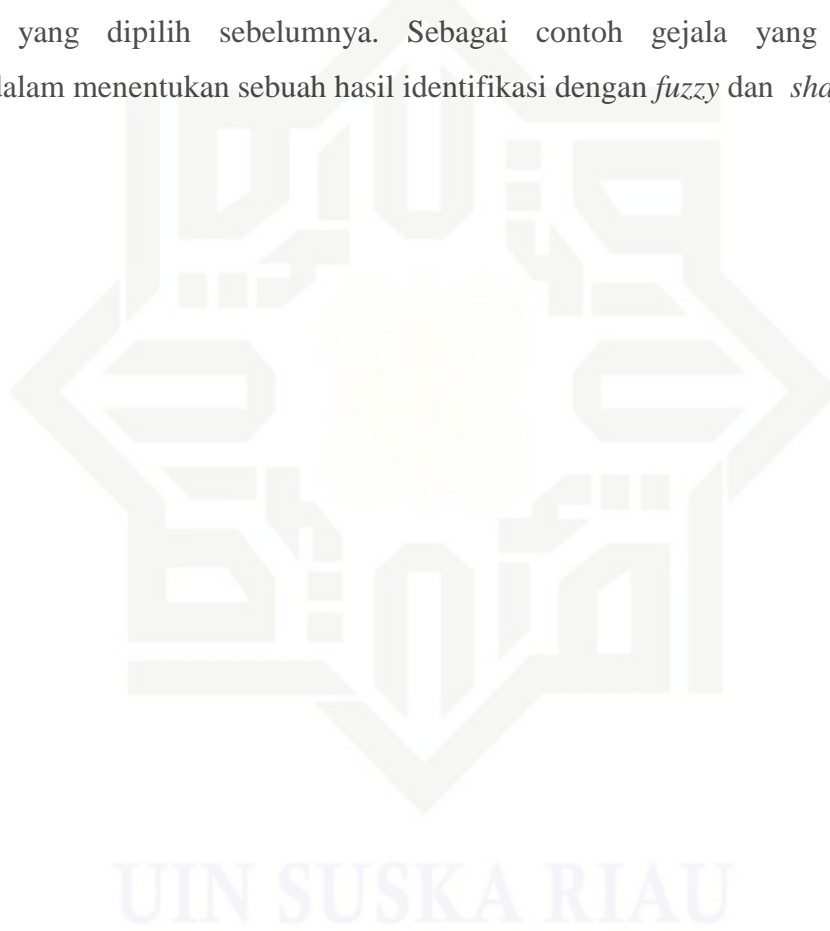 yang dipilih sebelumnya. Sebagai contoh gejala yang
dalam menentukan sebuah hasil identifikasi dengan fuzzy dan
UIN SUSKA RIAU